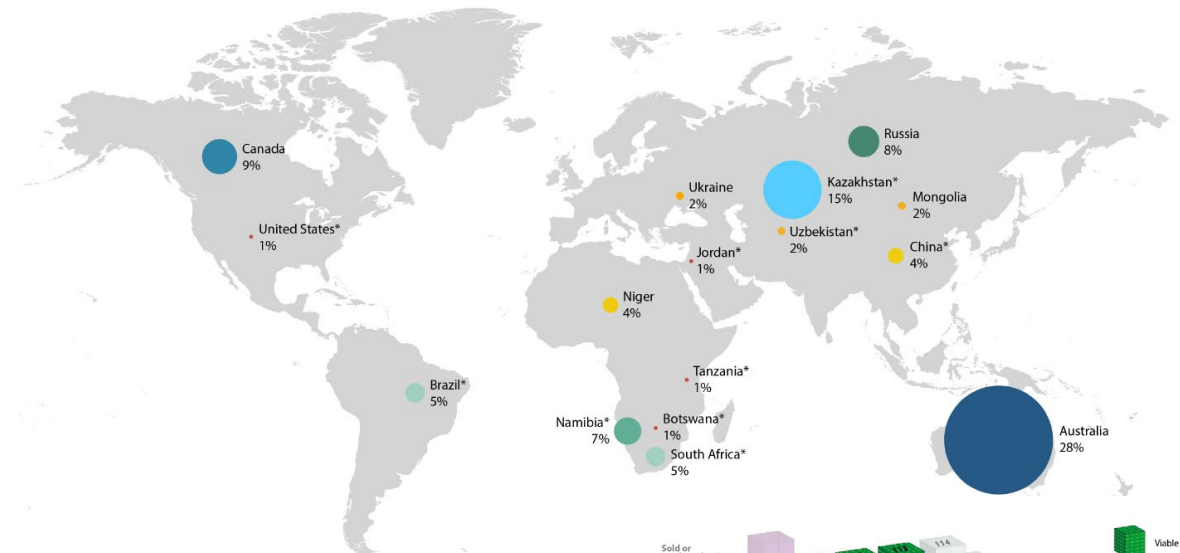 Canada
9%
United States*
1%
Brazil*
5%
Russia
8%
Kazakhstan*
15%
Ukraine
2%
Mongolia
2%
Uzbekistan*
2%
China*
4%
Jordan*
1%
Niger
4%
Tanzania*
1%
Namibia*
7%
Botswana*
1%
South Africa*
5%
Australia
28%
Sold or
113
114
Viable